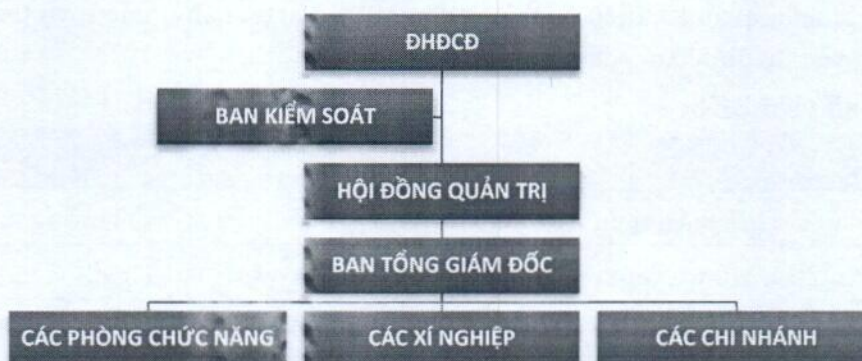 ĐHĐCĐ
BAN KIỂM SOÁT
HỘI ĐỒNG QUẢN TRỊ
BAN TỔNG GIÁM ĐỐC
CÁC PHÒNG CHỨC NĂNG
CÁC XÍ NGHIỆP
CÁC CHI NHÁNH